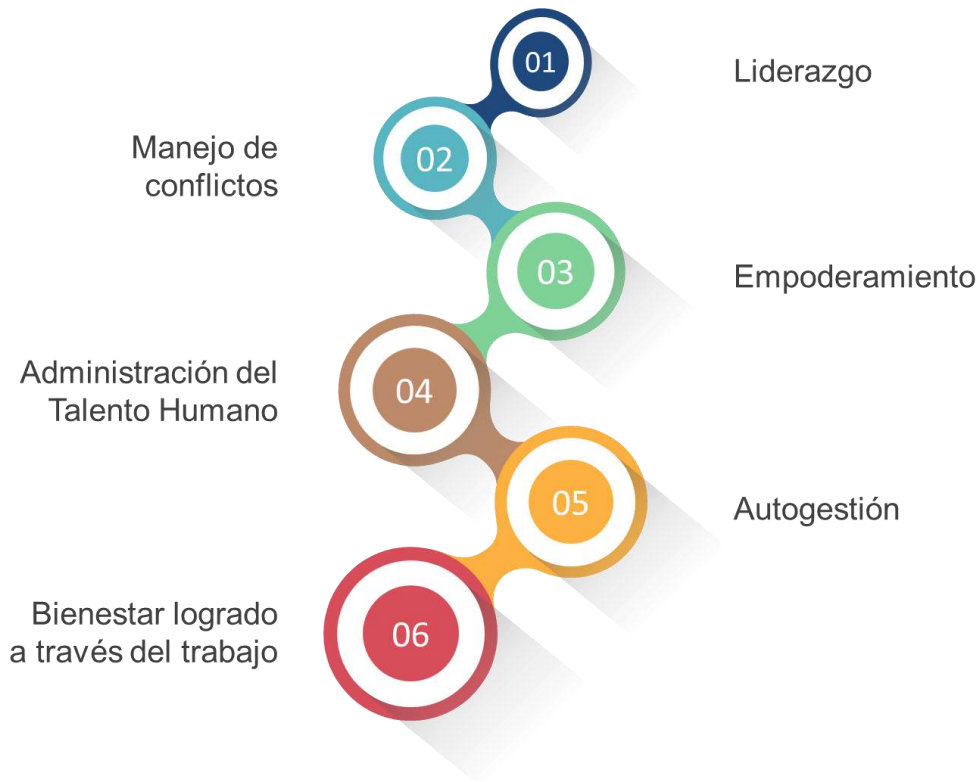 01
Liderazgo
02
Manejo de
conflictos
03
Empoderamiento
04
Administración del
Talento Humano
05
Autogestión
06
Bienestar logrado
a través del trabajo